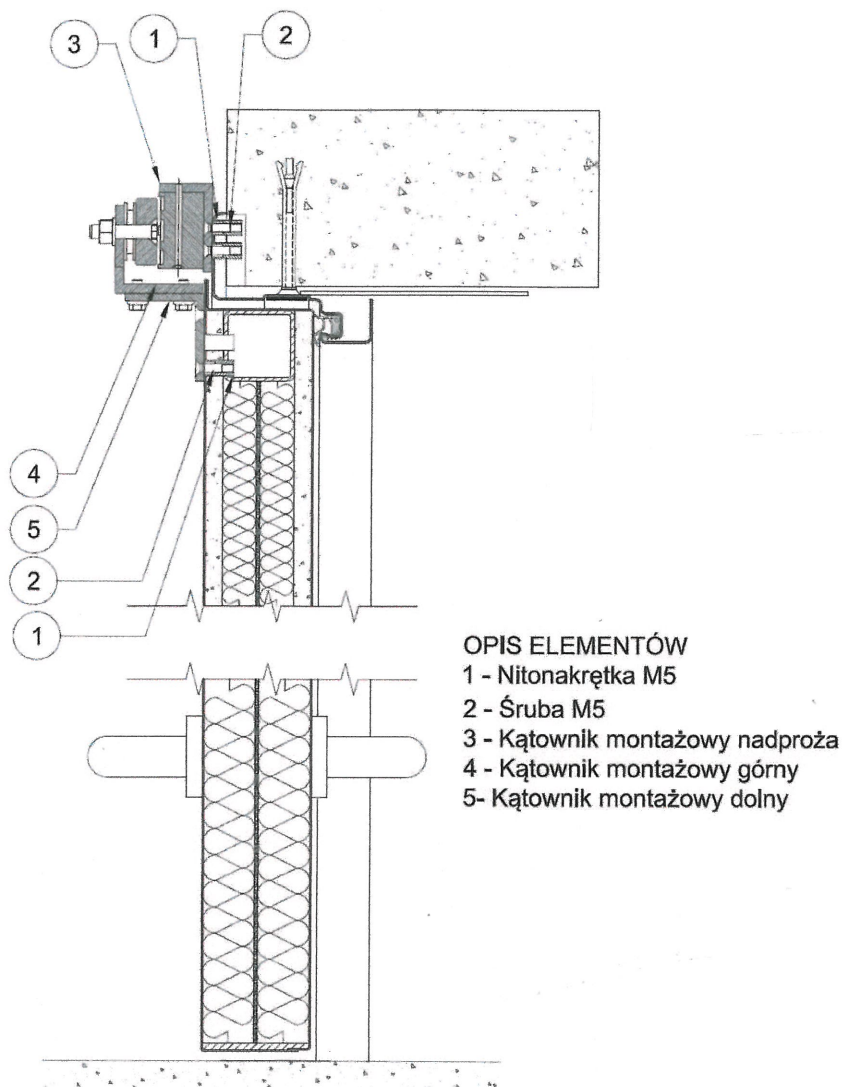 3
1
2
4
5
2
1
OPIS ELEMENTÓW
1 - Nitonakrętka M5
2 - Śruba M5
3 - Kątownik montażowy nadproża
4 - Kątownik montażowy górny
5- Kątownik montażowy dolny